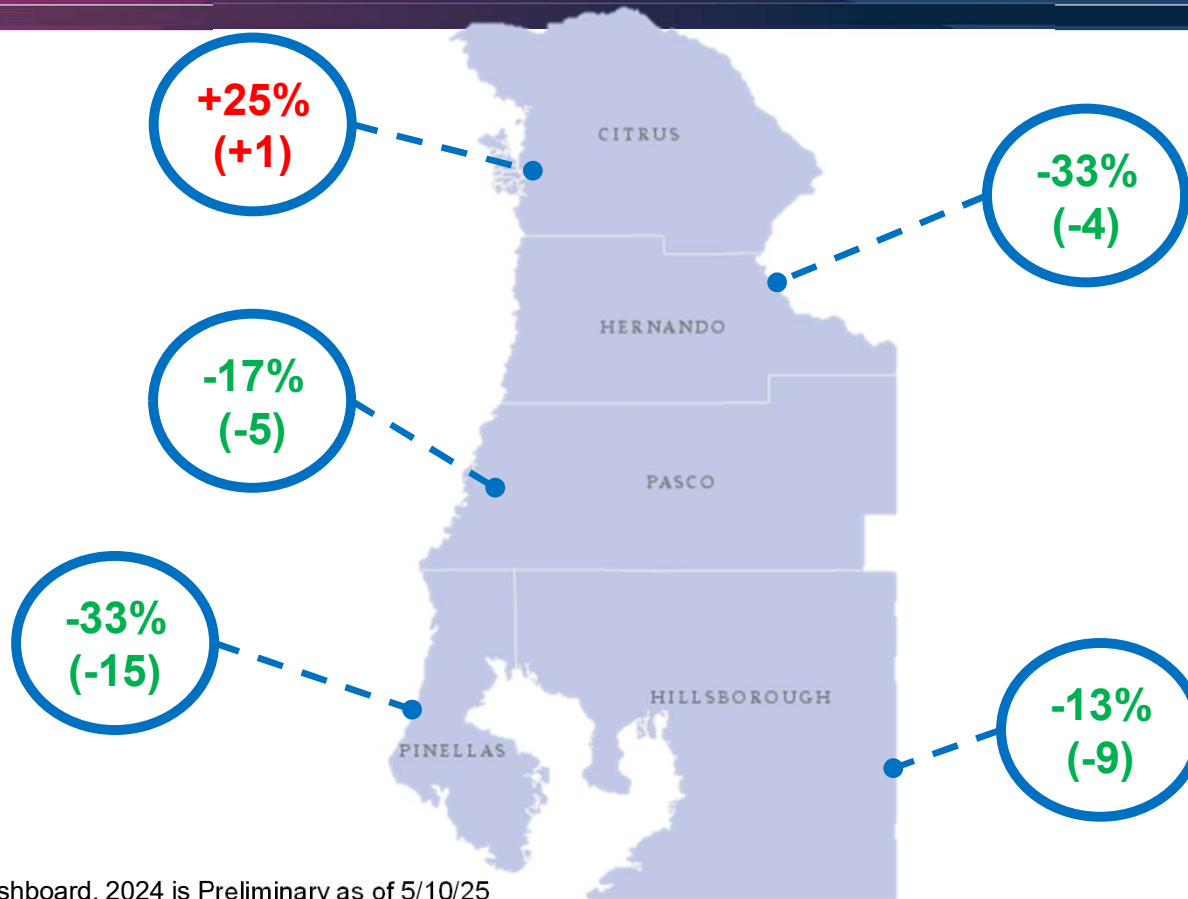 +25%
(+1)
CITRUS
-33%
(-4)
HERNANDO
-17%
(-5)
PASCO
-33%
(-15)
HILLSBOROUGH
-13%
(-9)
PINELLAS
2024 is Preliminary as of 5/10/25